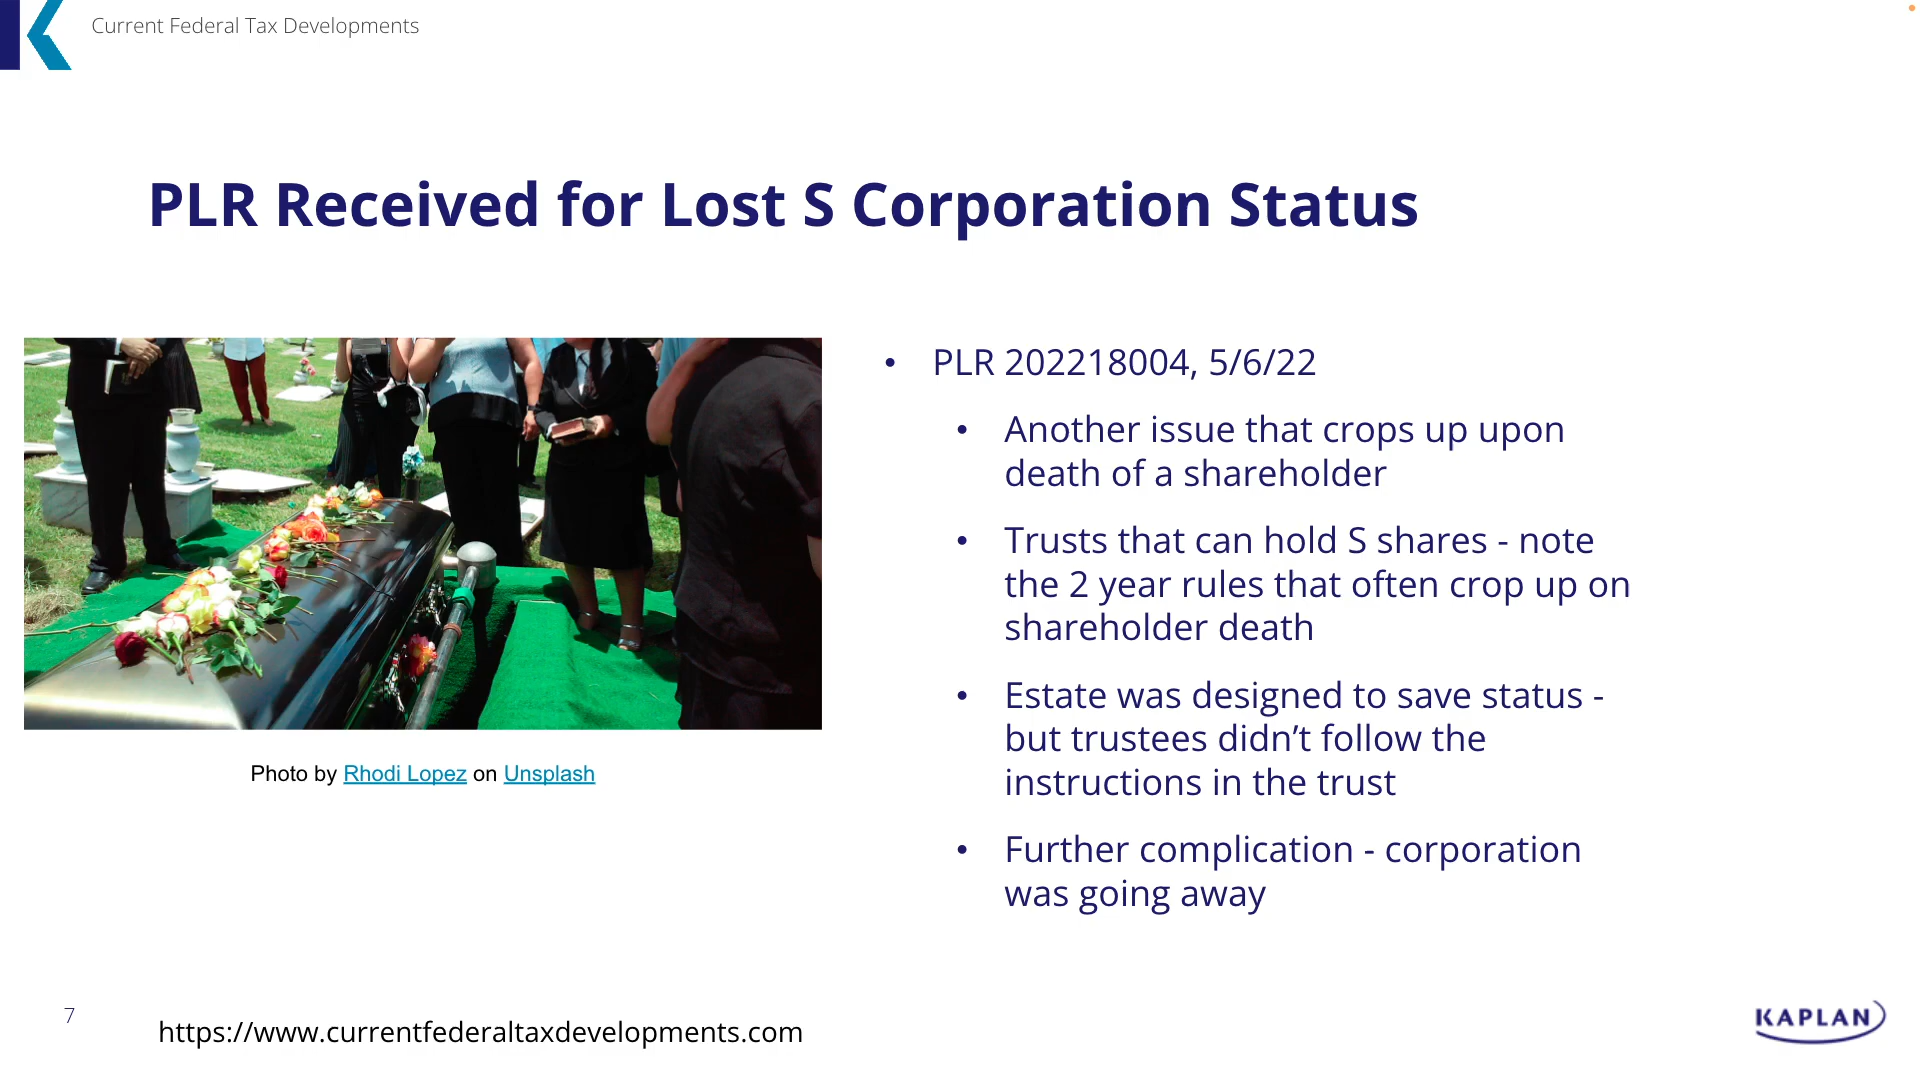 Current Federal Tax Developments
PLR Received for Lost S Corporation Status
• PLR 202218004, 5/6/22
• Another issue that crops up upon
death of a shareholder
• Trusts that can hold S shares - note
the 2 year rules that often crop up on
shareholder death
• Estate was designed to save status -
but trustees didn’t follow the
instructions in the trust
• Further complication - corporation
was going away
Photo by Rhodi Lopez on Unsplash
7
https://www.currentfederaltaxdevelopments.com
KAPLAN